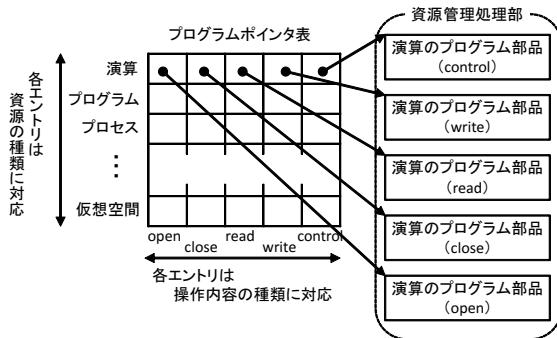 資源管理処理部
プログラムポインタ表
演算
プログラム
プロセス
⋮
仮想空間
各エントリは
資源の種類に対応
open
close
read
write
control
各エントリは
操作内容の種類に対応
演算のプログラム部品
(control)
演算のプログラム部品
(write)
演算のプログラム部品
(read)
演算のプログラム部品
(close)
演算のプログラム部品
(open)